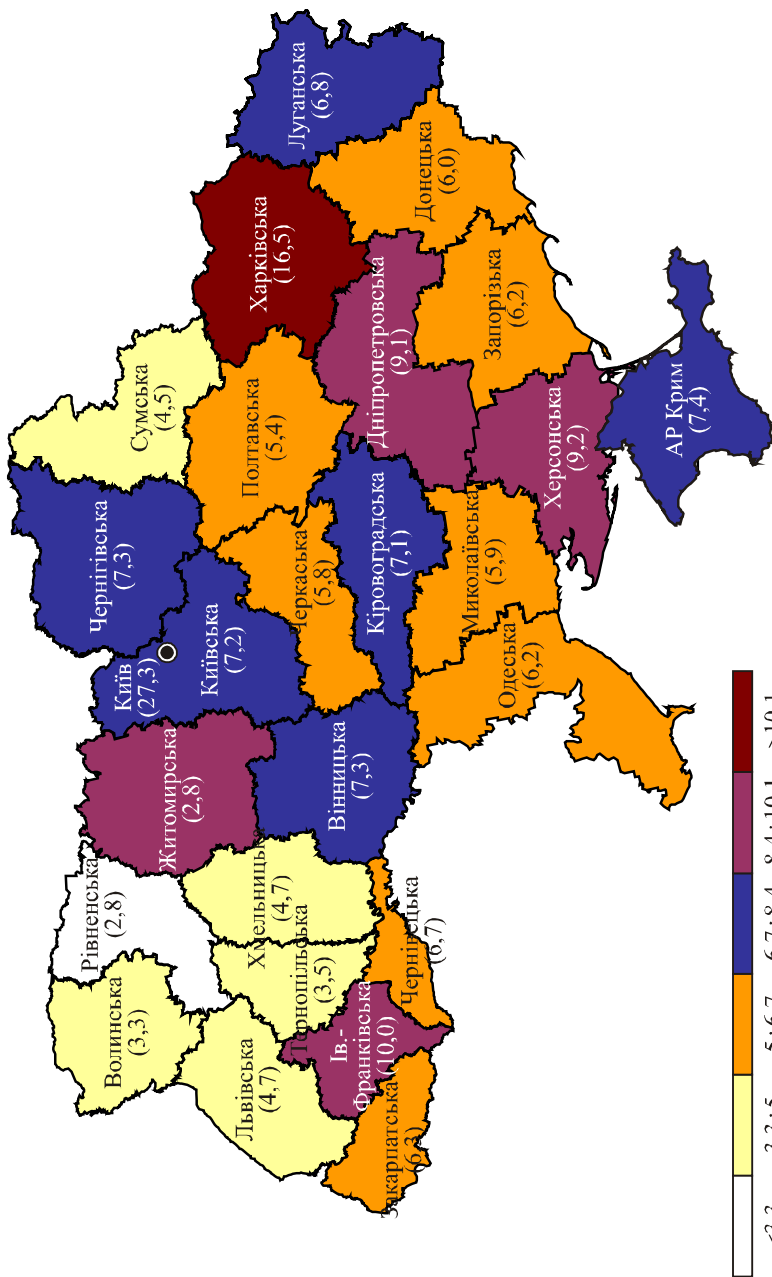 Сумська
(4,5)
Чернігівська
(7,3)
Рівненська
(2,8)
Волинська
(3,3)
Київ
(27,3)
Житомирська
(2,8)
Київська
(7,2)
Львівська
(4,7)
Полтавська
(5,4)
Харківська
(16,5)
Луганська
(6,8)
Хмельницька
(4,7)
Тернопільська
(3,5)
Черкаська
(5,8)
Вінницька
(7,3)
Ів.-
Франківська
(10,0)
Закарпатська
(6,3)
Чернівецька
(6,7)
Кіровоградська
(7,1)
Дніпропетровська
(9,1)
Донецька
(6,0)
Миколаївська
(5,9)
Запорізька
(6,2)
Одеська
(6,2)
Херсонська
(9,2)
АР Крим
(7,4)